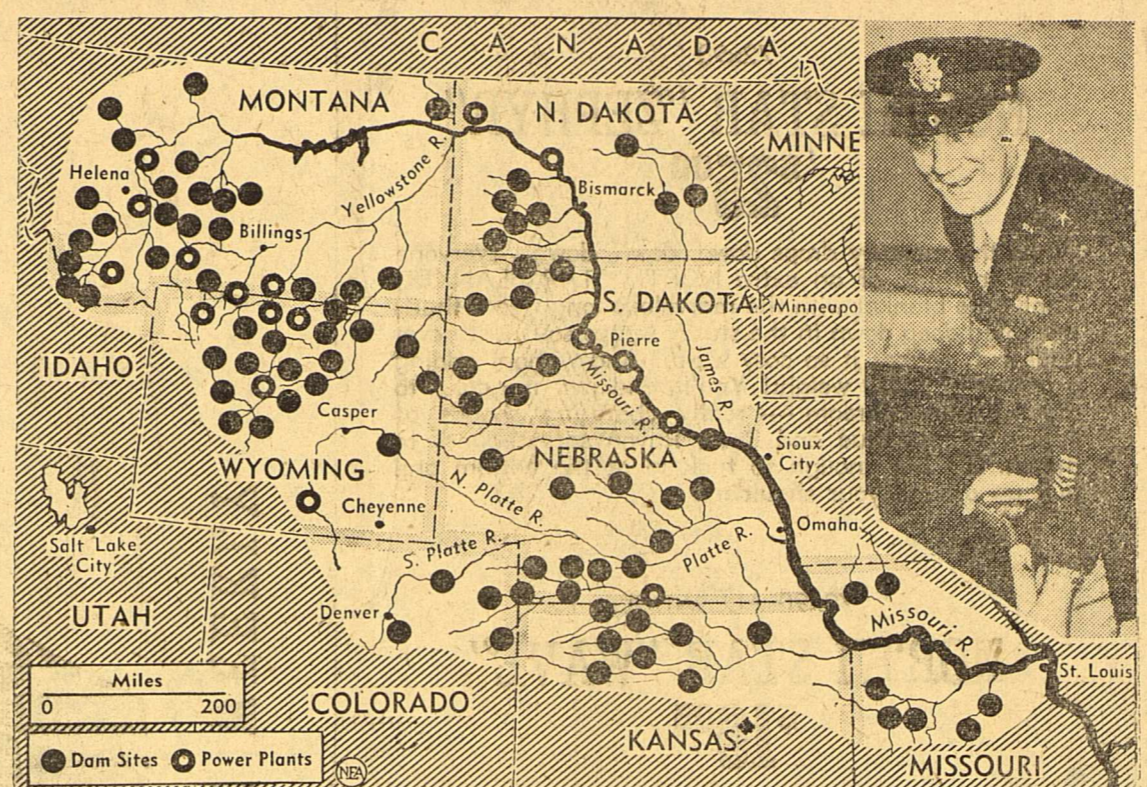 CANADA
MONTANA
N. DAKOTA
MINNE
Helena
Yellowstone R.
Bismarck
Billings
S. DAKOTA
Minneapo
IDAHO
Pierre
James R.
Missouri R.
Casper
Sioux
City
WYOMING
NEBRASKA
N. Platte R.
Cheyenne
Omaha
Salt Lake
City
S. Platte R.
Platte R.
UTAH
Denver
Missouri R.
St. Louis
Miles
0 200
COLORADO
KANSAS
MISSOURI
Dam Sites Power Plants
NEA